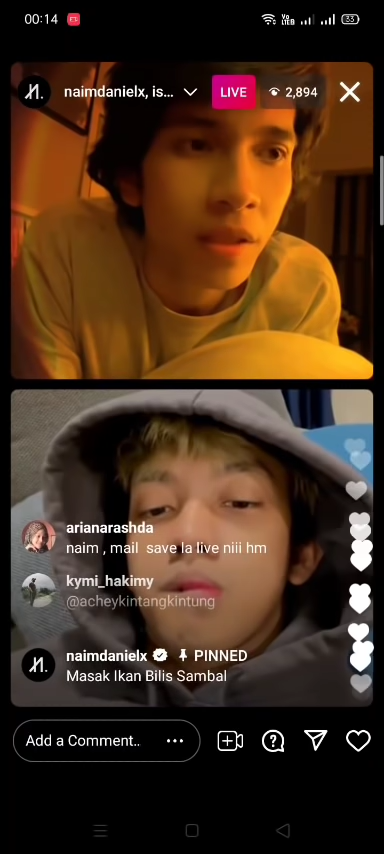 00:14
33
naimdanielx, is...
LIVE
2,894
arianarashda
naim , mail save la live niii hm
kymi_hakimy
@acheykintangkintung
naimdanielx PINNED
Masak Ikan Bilis Sambal
Add a Comment..